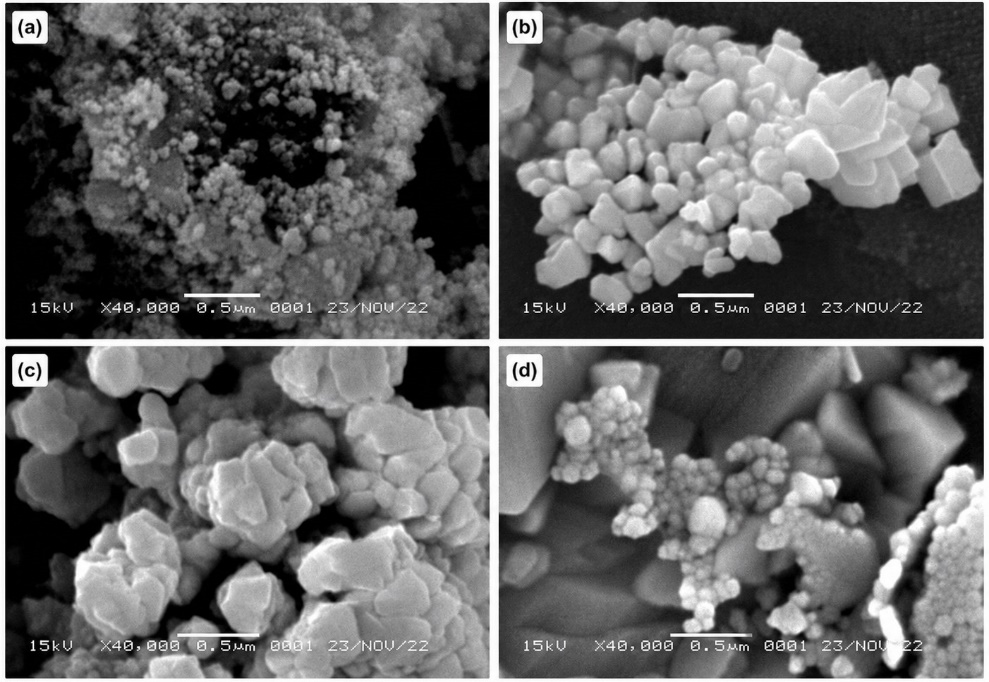 (a)
15kV X40,000 0.5µm 0001 23/NOV/22
(b)
15kV X40,000 0.5µm 0001 23/NOV/22
(c)
15kV X40,000 0.5µm 0001 23/NOV/22
(d)
15kV X40,000 0.5µm 0001 23/NOV/22